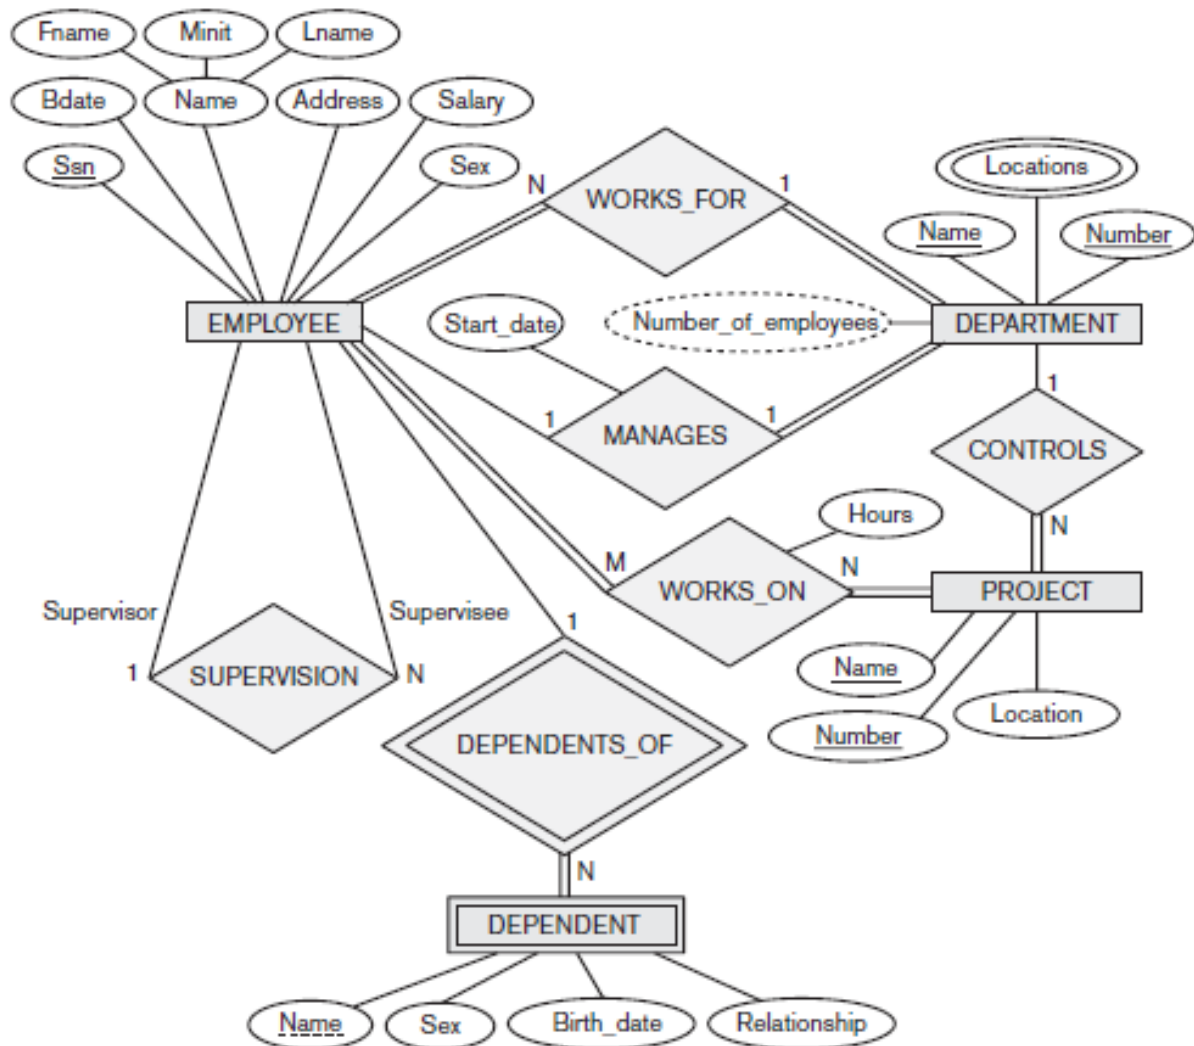 Fname Minit Lname
Bdate Name Address Salary
Ssn Sex
N WORKS_FOR 1
Locations
Name Number
EMPLOYEE Start_date Number_of_employees DEPARTMENT
1 MANAGES 1
1
CONTROLS
N
Hours
M WORKS_ON N PROJECT
Supervisor Supervisee
1 SUPERVISION N
1
Name
Number Location
DEPENDENTS_OF
N
DEPENDENT
Name Sex Birth_date Relationship